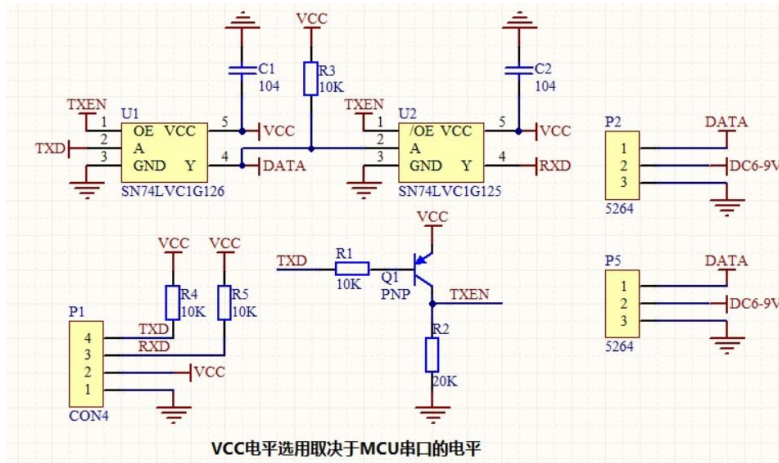 VCC
C1
104
R3
10K
C2
104
TXEN
U1
1
OE VCC
5
VCC
TXD
2
A
3
GND Y
4
DATA
SN74LVC1G126
TXEN
U2
1
/OE VCC
5
VCC
2
A
3
GND Y
4
RXD
SN74LVC1G125
P2
DATA
1
2
DC6-9V
3
5264
VCC
VCC
R4
10K
R5
10K
P1
4
TXD
3
RXD
2
VCC
1
CON4
VCC
TXD
R1
10K
Q1
PNP
TXEN
R2
20K
P5
DATA
1
2
DC6-9V
3
5264
VCC电平选用取决于MCU串口的电平